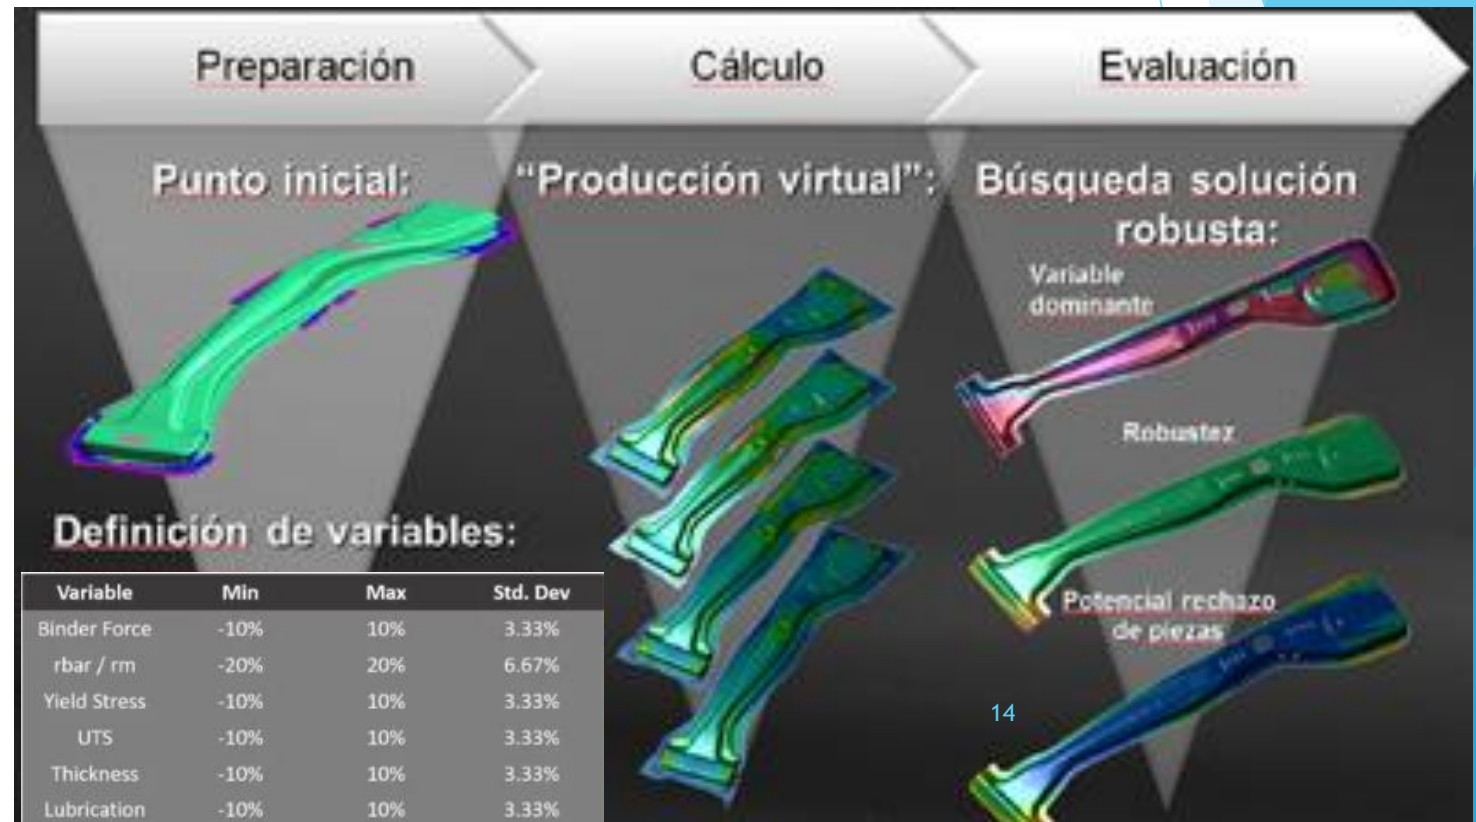 Preparación
Cálculo
Evaluación
Punto inicial:
“Producción virtual”:
Búsqueda solución
robusta:
Variable
dominante
Robustez
Potencial rechazo
de piezas
Definición de variables:
Variable Min Max Std. Dev
Binder Force -10% 10% 3.33%
rbar / rm -20% 20% 6.67%
Yield Stress -10% 10% 3.33%
UTS -10% 10% 3.33%
Thickness -10% 10% 3.33%
Lubrication -10% 10% 3.33%
14